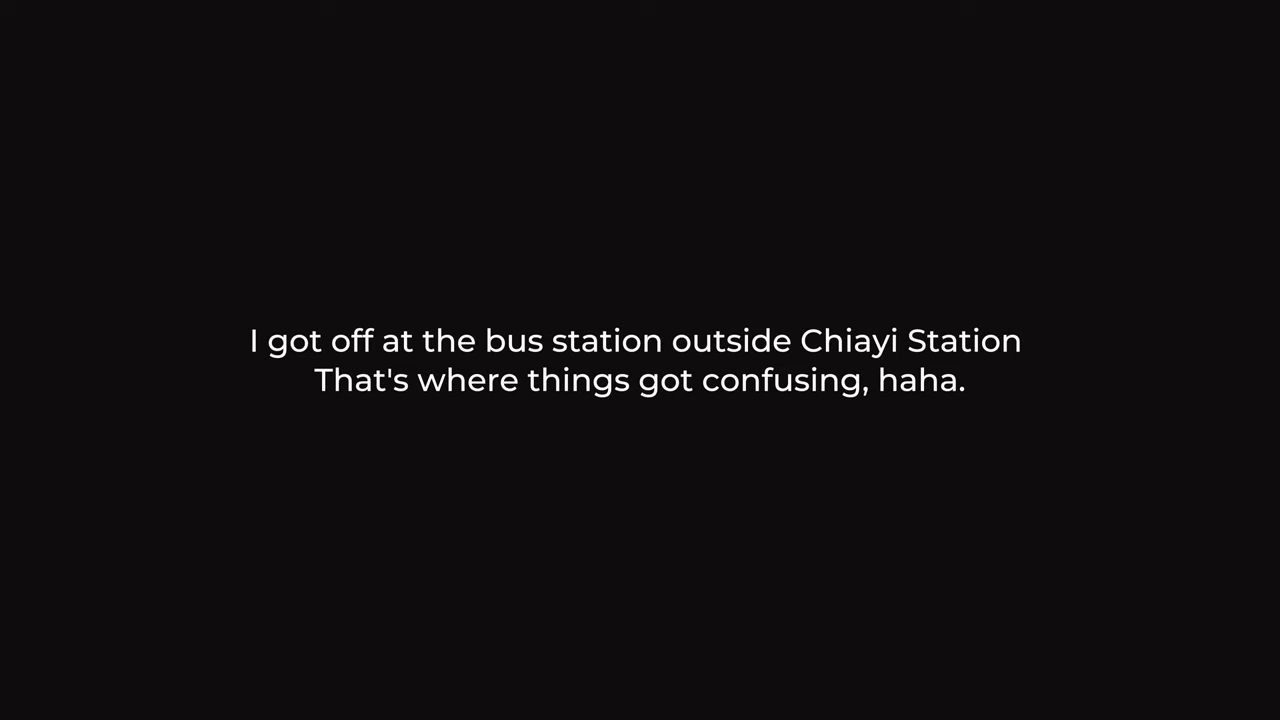 I got off at the bus station outside Chiayi Station
That's where things got confusing, haha.